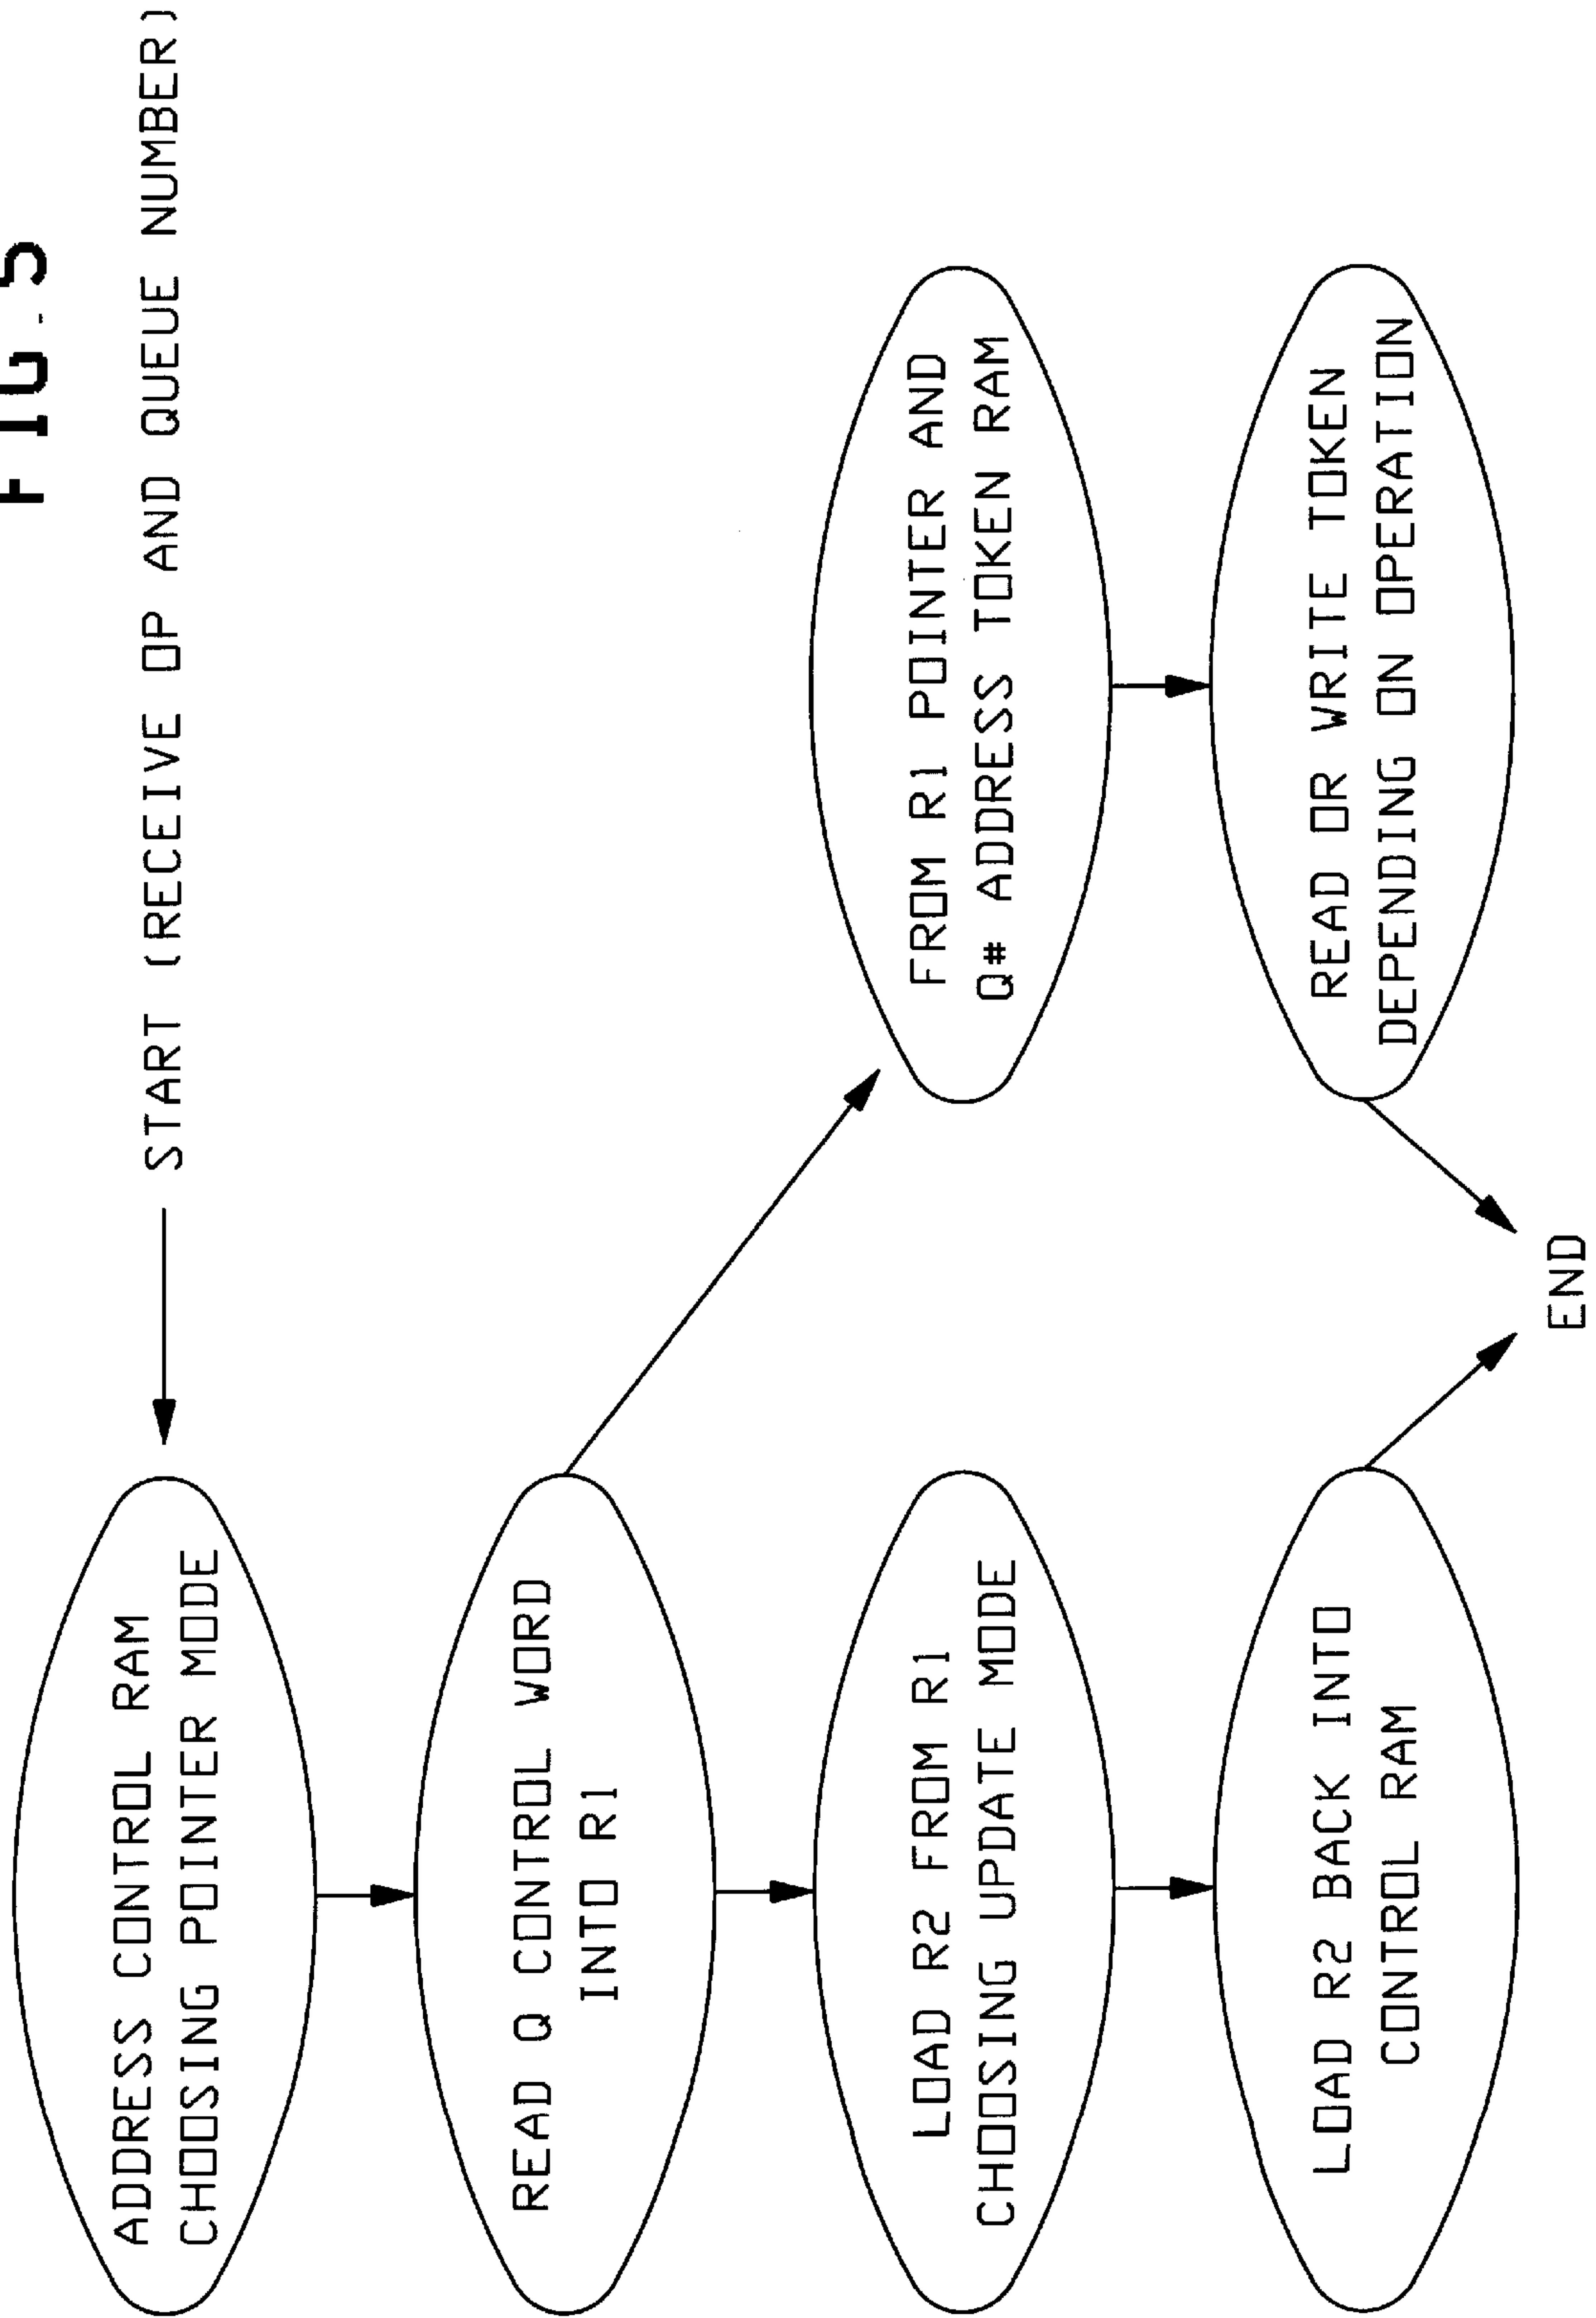 FIG. 5
START (RECEIVE OP AND QUEUE NUMBER)
ADDRESS CONTROL RAM
CHOOSING POINTER MODE
READ Q CONTROL WORD
INTO R1
FROM R1 POINTER AND
Q# ADDRESS TOKEN RAM
LOAD R2 FROM R1
CHOOSING UPDATE MODE
READ OR WRITE TOKEN
DEPENDING ON OPERATION
LOAD R2 BACK INTO
CONTROL RAM
END